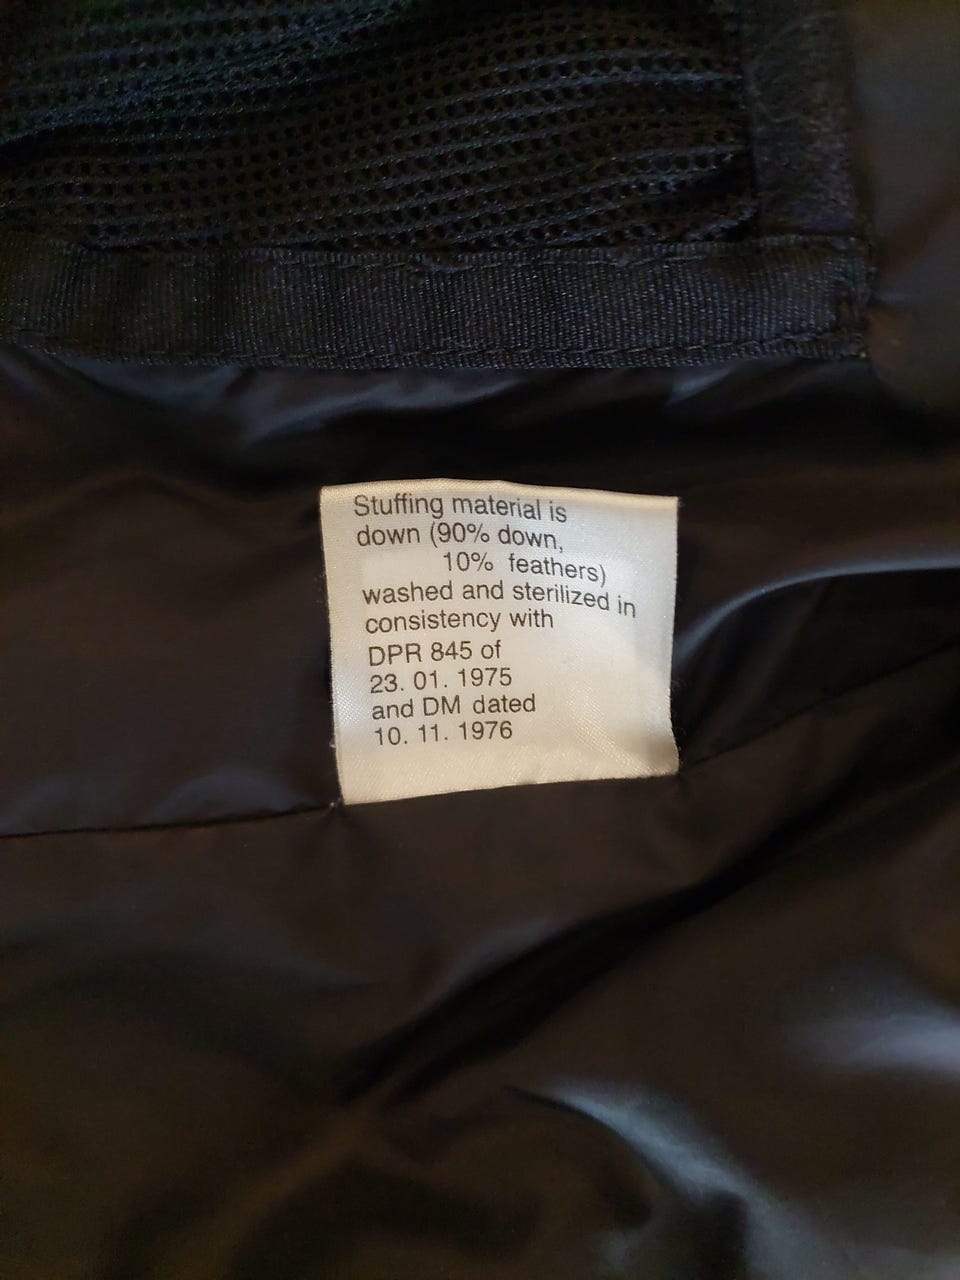 Stuffing material is
down (90% down,
10% feathers)
washed and sterilized in
consistency with
DPR 845 of
23. 01. 1975
and DM dated
10. 11. 1976